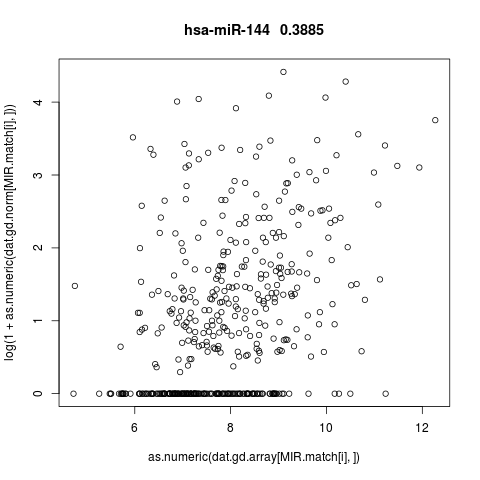 hsa-miR-144 0.3885
log(1 + as.numeric(dat.gd.norm[MIR.match[i], ]))
4
3
2
1
0
6 8 10 12
as.numeric(dat.gd.array[MIR.match[i], ])